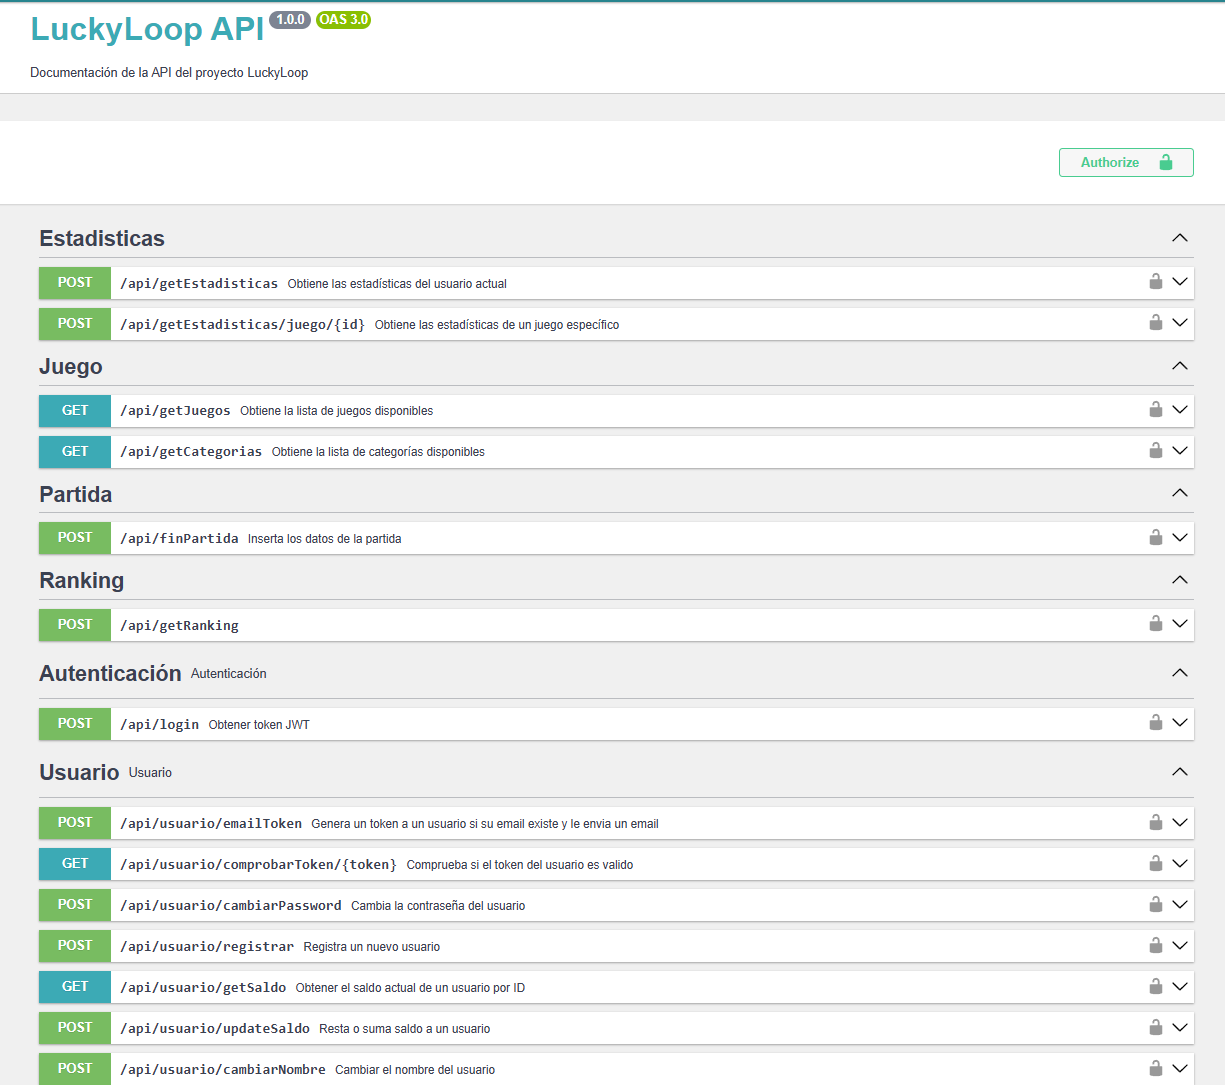 LuckyLoop API 1.0.0 OAS 3.0
Documentación de la API del proyecto LuckyLoop
Authorize
Estadisticas
POST /api/getEstadisticas Obtiene las estadísticas del usuario actual
POST /api/getEstadisticas/juego/{id} Obtiene las estadísticas de un juego específico
Juego
GET /api/getJuegos Obtiene la lista de juegos disponibles
GET /api/getCategorias Obtiene la lista de categorías disponibles
Partida
POST /api/finPartida Inserta los datos de la partida
Ranking
POST /api/getRanking
Autenticación Autenticación
POST /api/login Obtener token JWT
Usuario Usuario
POST /api/usuario/emailToken Genera un token a un usuario si su email existe y le envia un email
GET /api/usuario/comprobarToken/{token} Comprueba si el token del usuario es valido
POST /api/usuario/cambiarPassword Cambia la contraseña del usuario
POST /api/usuario/registrar Registra un nuevo usuario
GET /api/usuario/getSaldo Obtener el saldo actual de un usuario por ID
POST /api/usuario/updateSaldo Resta o suma saldo a un usuario
POST /api/usuario/cambiarNombre Cambiar el nombre del usuario